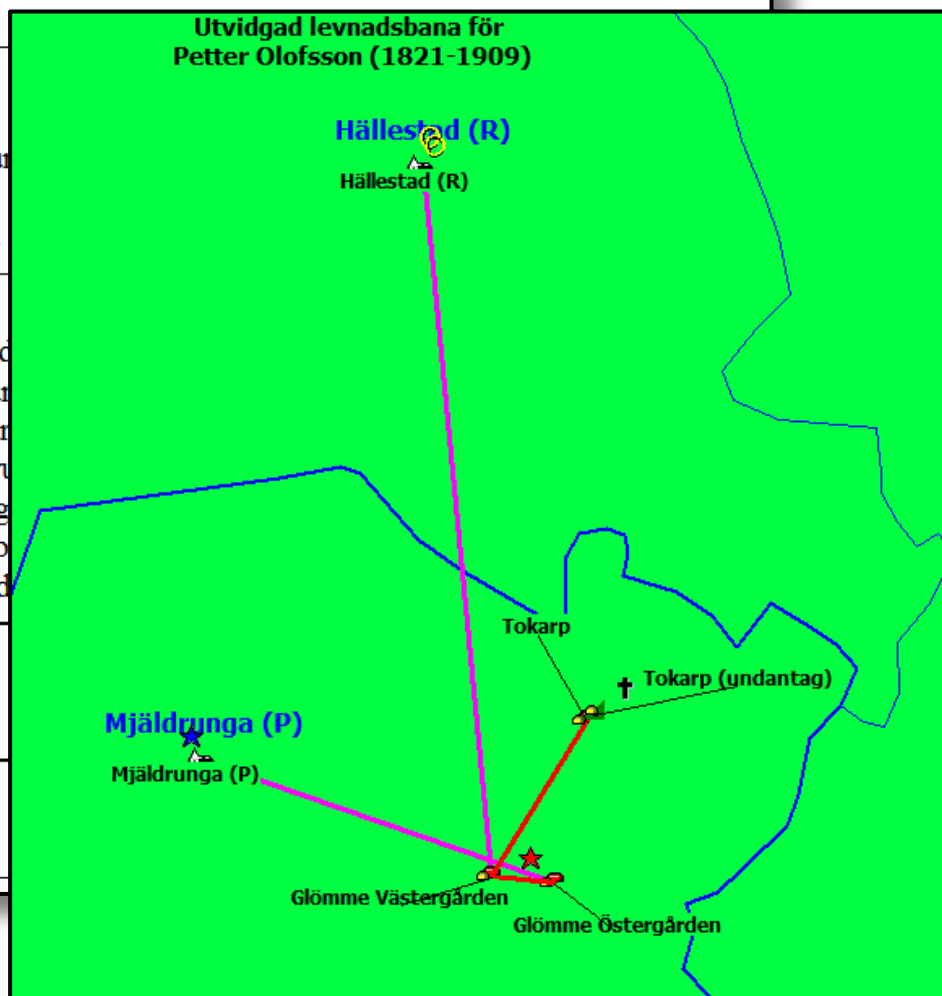 Utvidgad levnadsbana för
Petter Olofsson (1821-1909)
Hällestad (R)
Hällestad (R)
Tokarp
Tokarp (undantag)
Mjäldrunga (P)
Mjäldrunga (P)
Glömme Västergården
Glömme Östergården